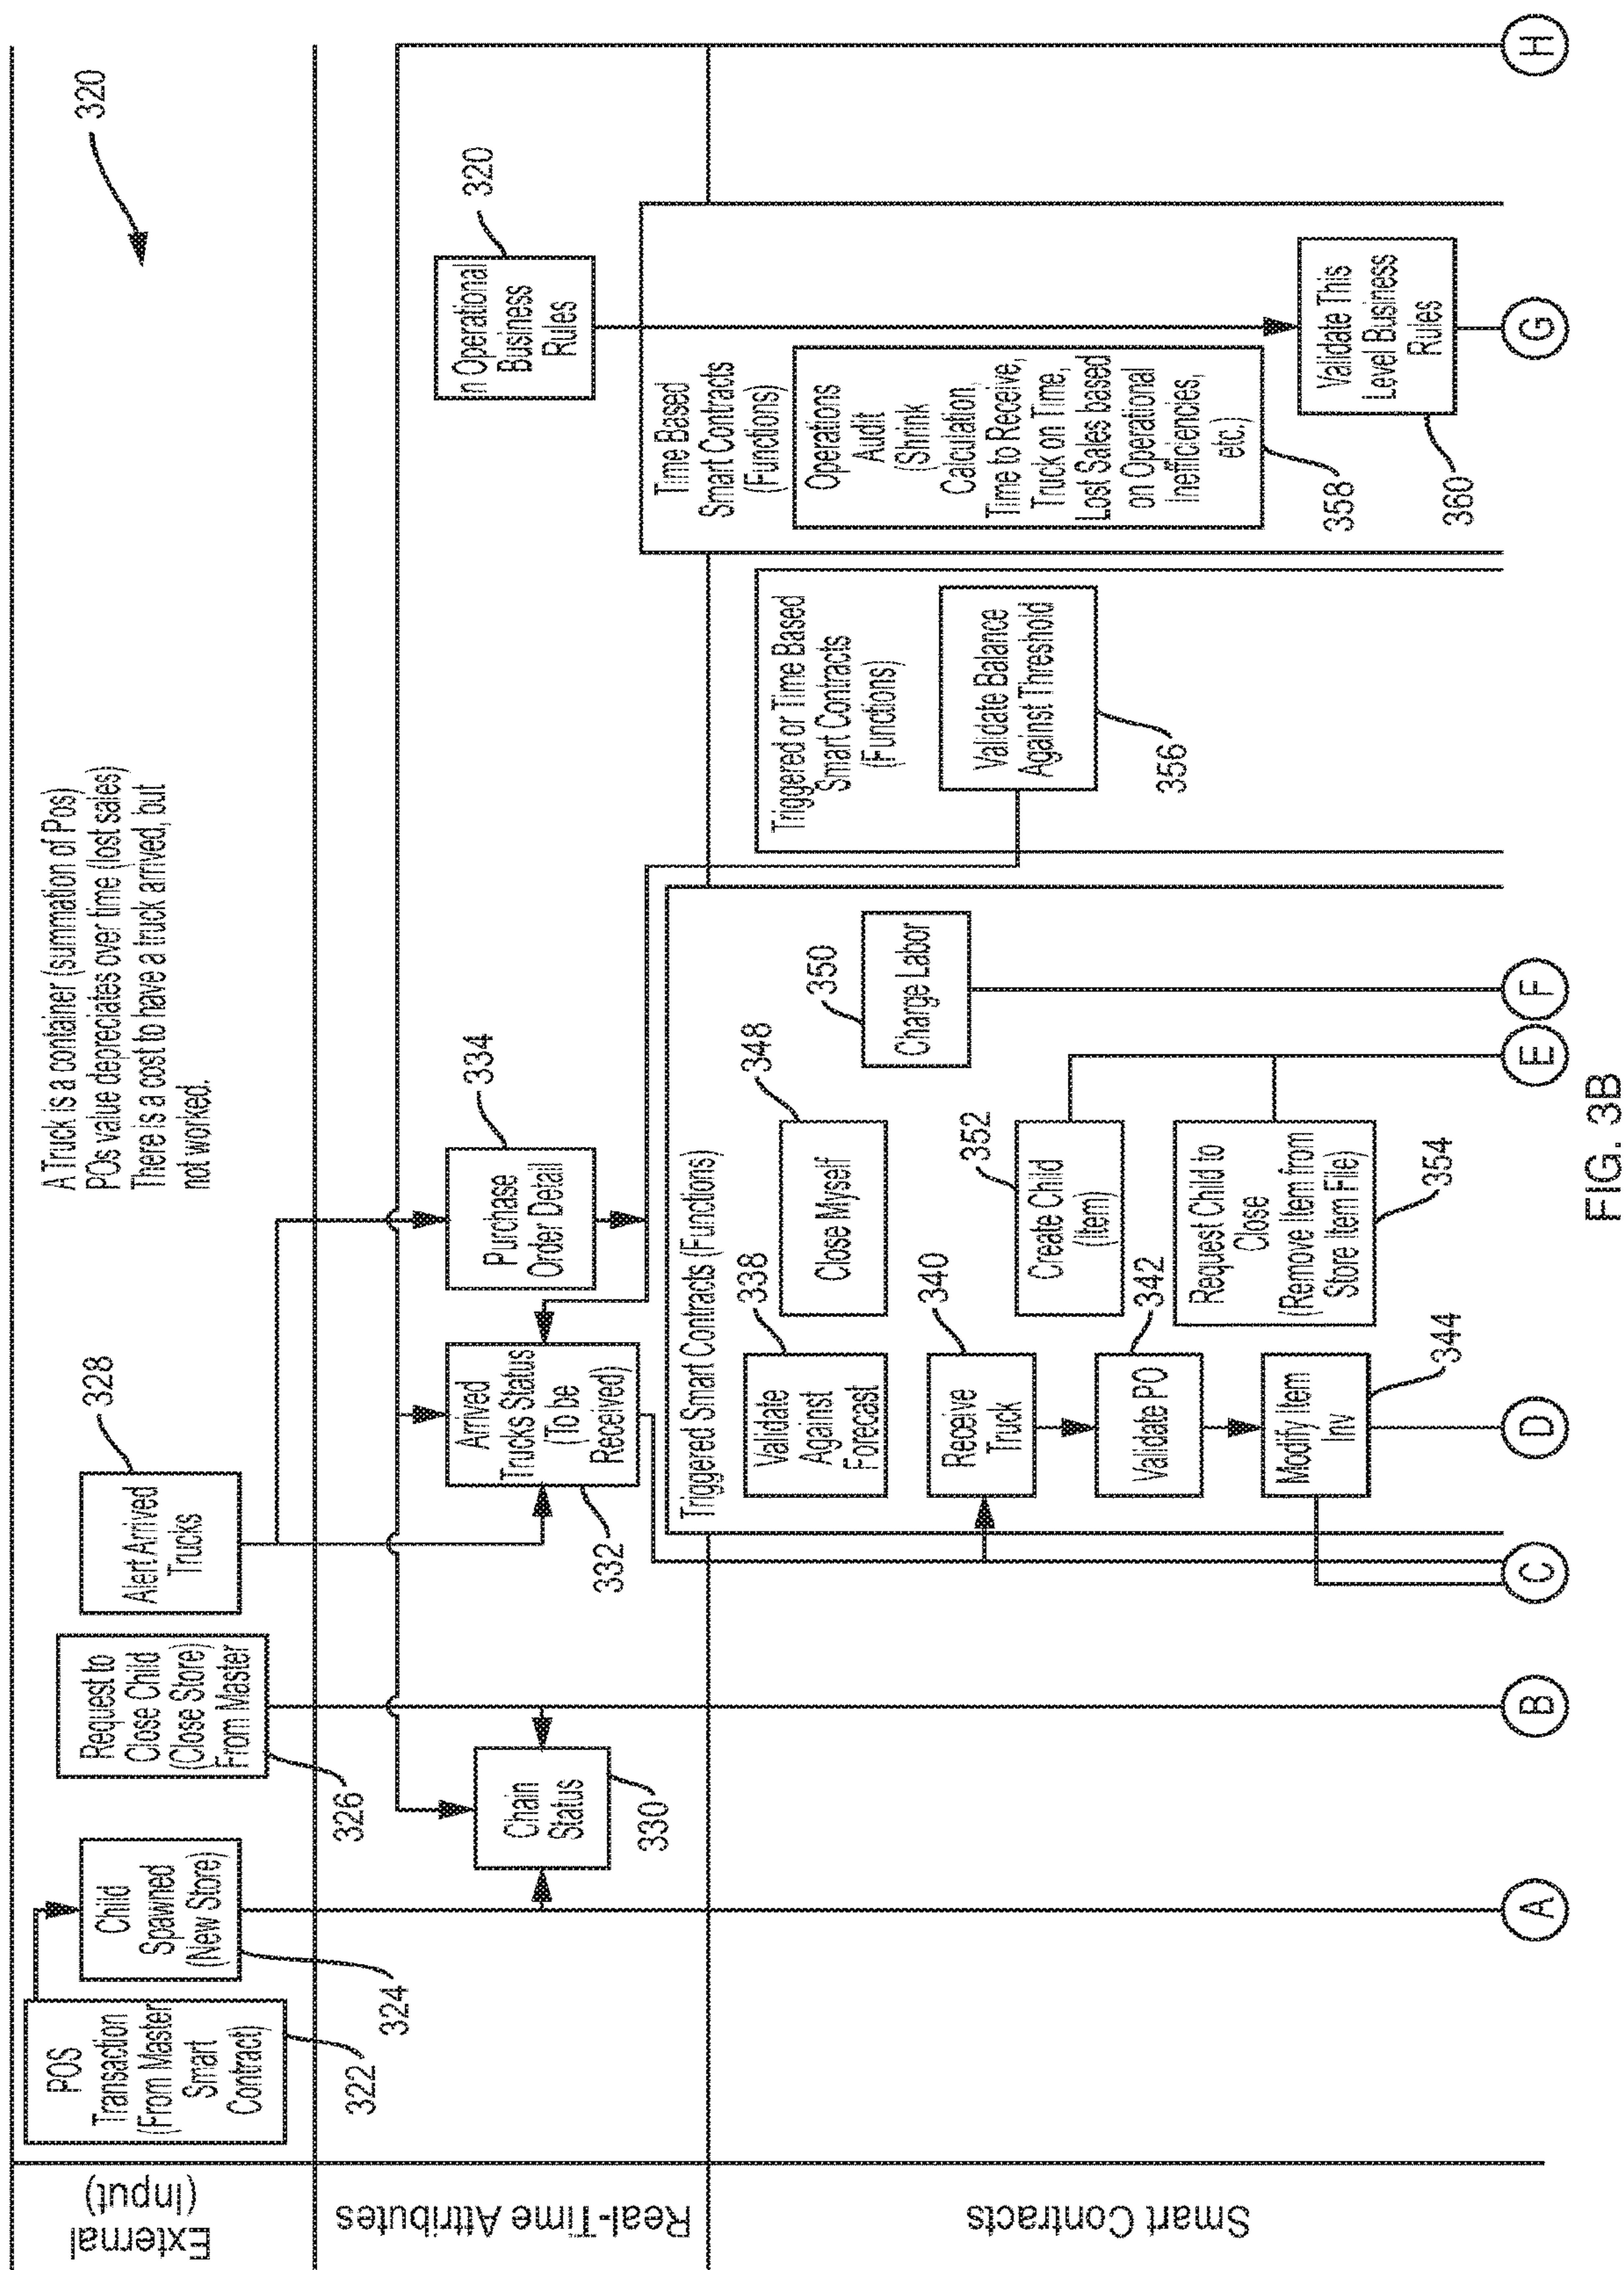 320
A Truck is a container (summation of Pos)
POs value depreciates over time (lost sales)
There is a cost to have a truck arrived, but
not worked.
External
(Input)
POS
Transaction
(From Master
Smart
Contract)
322
Child
Spawned
(New Store)
324
Request to
Close Child
(Close Store)
From Master
326
Alert Arrived
Trucks
328
Real-Time Attributes
Chain
Status
330
Arrived
Trucks Status
(To be
Received)
332
Purchase
Order Detail
334
In Operational
Business
Rules
320
Smart Contracts
Triggered Smart Contracts (Functions)
Validate
Against
Forecast
338
Close Myself
348
Charge Labor
350
Receive
Truck
340
Create Child
(Item)
352
Validate PO
342
Request Child to
Close
(Remove Item from
Store Item File)
354
Modify Item
Inv
344
Triggered or Time Based
Smart Contracts
(Functions)
Validate Balance
Against Threshold
356
Time Based
Smart Contracts
(Functions)
Operations
Audit
(Shrink
Calculation,
Time to Receive,
Truck on Time,
Lost Sales based
on Operational
Inefficiencies,
etc.)
358
Validate This
Level Business
Rules
360
A
B
C
D
E
F
G
H
FIG. 3B